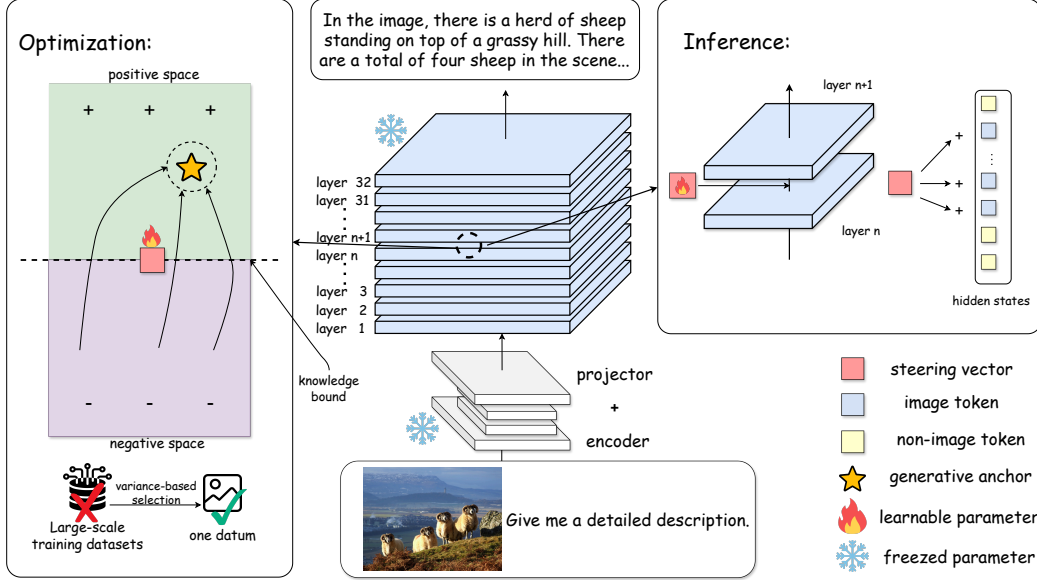 Optimization:
positive space
+ + +
knowledge
bound
- - -
negative space
variance-based
selection
Large-scale
training datasets
one datum
In the image, there is a herd of sheep
standing on top of a grassy hill. There
are a total of four sheep in the scene...
layer 32
layer 31
layer n+1
layer n
layer 3
layer 2
layer 1
projector
+
encoder
Give me a detailed description.
Inference:
layer n+1
layer n
+
+
+
hidden states
steering vector
image token
non-image token
generative anchor
learnable parameter
freezed parameter